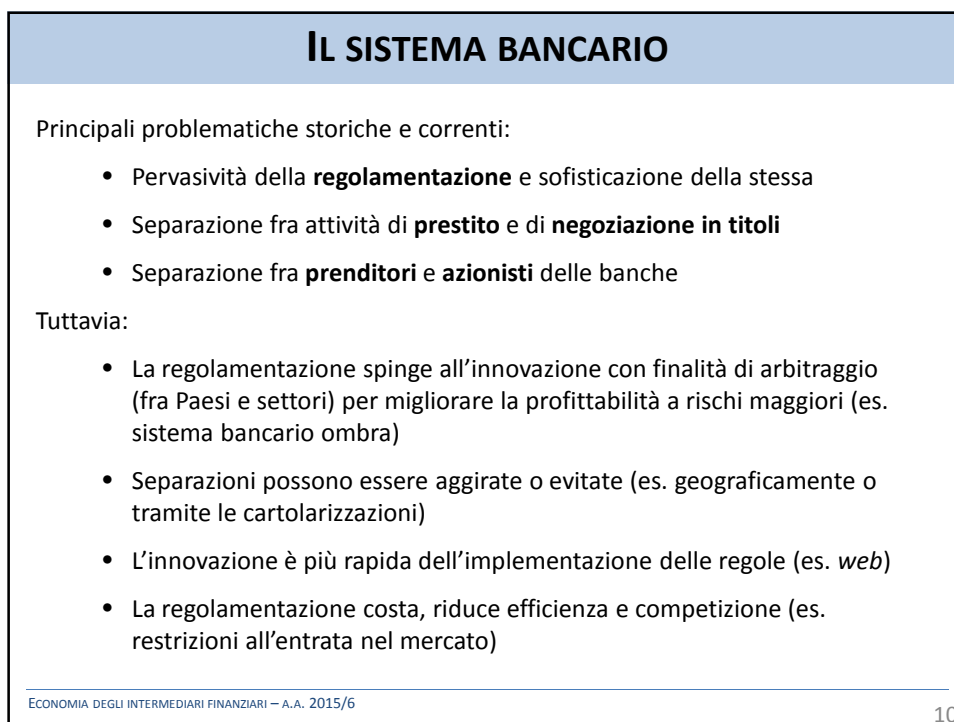 IL SISTEMA BANCARIO
Principali problematiche storiche e correnti:
• Pervasività della regolamentazione e sofisticazione della stessa
• Separazione fra attività di prestito e di negoziazione in titoli
• Separazione fra prenditori e azionisti delle banche
Tuttavia:
• La regolamentazione spinge all’innovazione con finalità di arbitraggio
(fra Paesi e settori) per migliorare la profittabilità a rischi maggiori (es.
sistema bancario ombra)
• Separazioni possono essere aggirate o evitate (es. geograficamente o
tramite le cartolarizzazioni)
• L’innovazione è più rapida dell’implementazione delle regole (es. web)
• La regolamentazione costa, riduce efficienza e competizione (es.
restrizioni all’entrata nel mercato)
ECONOMIA DEGLI INTERMEDIARI FINANZIARI – A.A. 2015/6
10